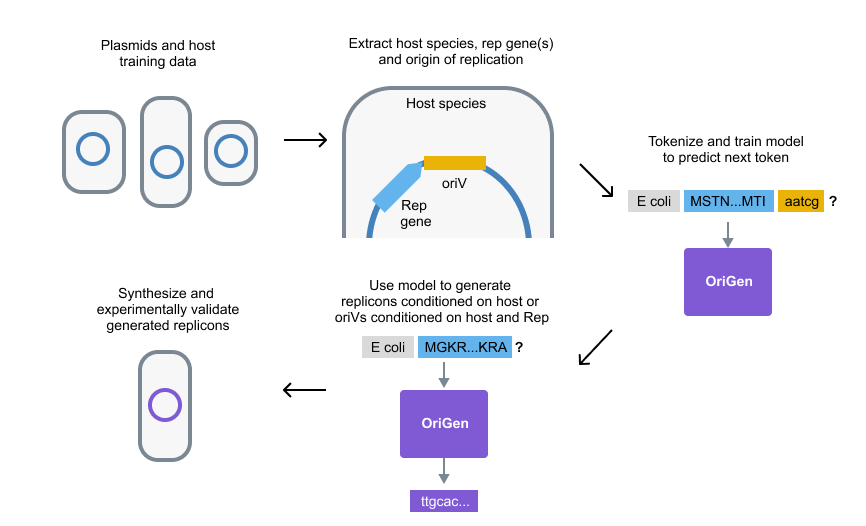 Plasmids and host
training data
Extract host species, rep gene(s)
and origin of replication
Host species
oriV
Rep
gene
Tokenize and train model
to predict next token
E coli MSTN...MTI aatcg ?
OriGen
Use model to generate
replicons conditioned on host or
oriVs conditioned on host and Rep
E coli MGKR...KRA ?
OriGen
ttgcac...
Synthesize and
experimentally validate
generated replicons